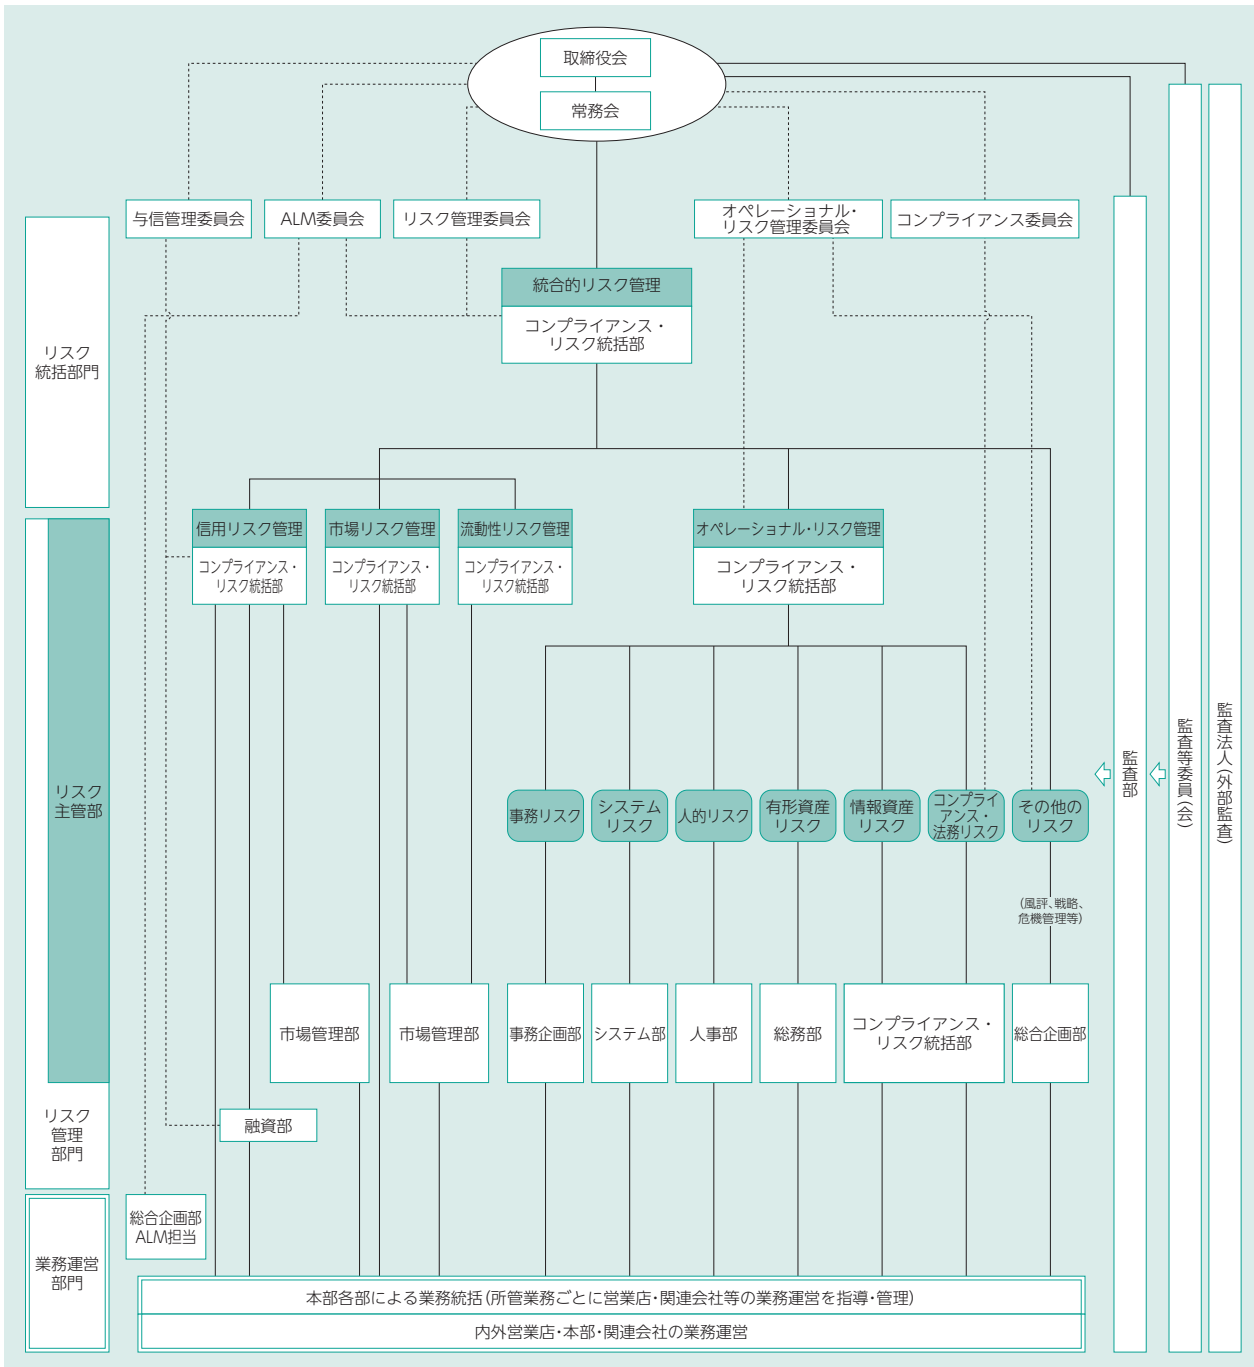 取締役会
常務会
与信管理委員会
ALM委員会
リスク管理委員会
オペレーショナル・
リスク管理委員会
コンプライアンス委員会
統合的リスク管理
コンプライアンス・
リスク統括部
リスク
統括部門
信用リスク管理
コンプライアンス・
リスク統括部
市場リスク管理
コンプライアンス・
リスク統括部
流動性リスク管理
コンプライアンス・
リスク統括部
オペレーショナル・リスク管理
コンプライアンス・
リスク統括部
リスク
主管部
事務リスク
システム
リスク
人的リスク
有形資産
リスク
情報資産
リスク
コンプライ
アンス・
法務リスク
その他の
リスク
(風評、戦略、
危機管理等)
市場管理部
市場管理部
事務企画部
システム部
人事部
総務部
コンプライアンス・
リスク統括部
総合企画部
リスク
管理
部門
融資部
総合企画部
ALM担当
業務運営
部門
本部各部による業務統括(所管業務ごとに営業店・関連会社等の業務運営を指導・管理)
内外営業店・本部・関連会社の業務運営
監査部
監査等委員(会)
監査法人(外部監査)